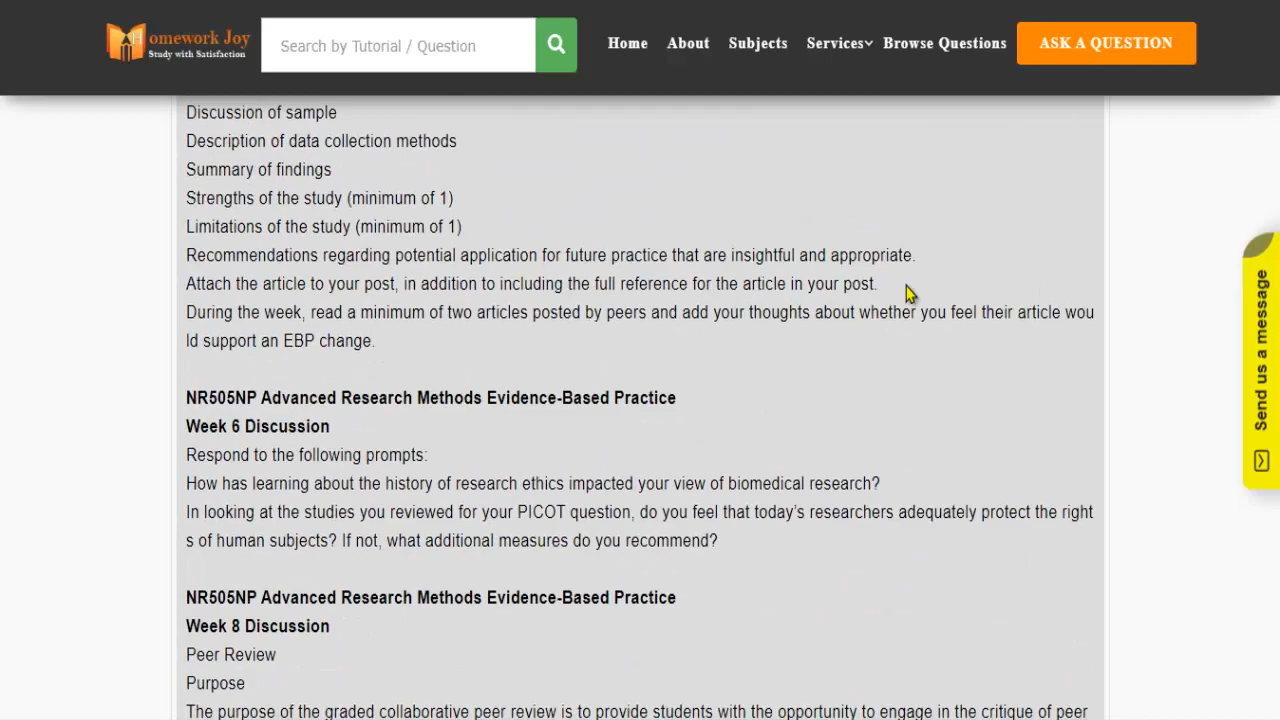 omework Joy
Study with Satisfaction
Search by Tutorial / Question
Home
About
Subjects
Services
Browse Questions
ASK A QUESTION
Discussion of sample
Description of data collection methods
Summary of findings
Strengths of the study (minimum of 1)
Limitations of the study (minimum of 1)
Recommendations regarding potential application for future practice that are insightful and appropriate.
Attach the article to your post, in addition to including the full reference for the article in your post.
During the week, read a minimum of two articles posted by peers and add your thoughts about whether you feel their article wou
ld support an EBP change.
NR505NP Advanced Research Methods Evidence-Based Practice
Week 6 Discussion
Respond to the following prompts:
How has learning about the history of research ethics impacted your view of biomedical research?
In looking at the studies you reviewed for your PICOT question, do you feel that today's researchers adequately protect the right
s of human subjects? If not, what additional measures do you recommend?
NR505NP Advanced Research Methods Evidence-Based Practice
Week 8 Discussion
Peer Review
Purpose
The purpose of the graded collaborative peer review is to provide students with the opportunity to engage in the critique of peer
Send us a message